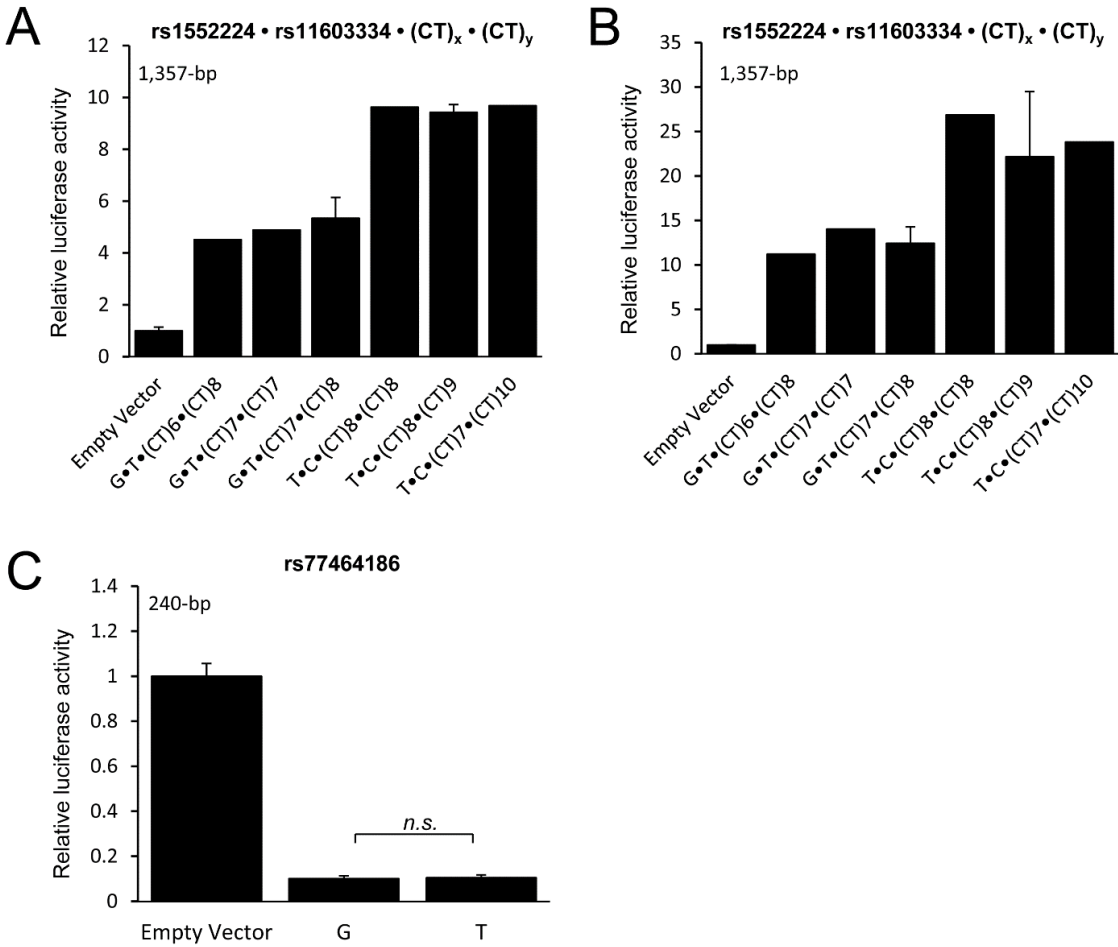 A
rs1552224 • rs11603334 • (CT)x • (CT)y
1,357-bp
Relative luciferase activity
12
10
8
6
4
2
0
Empty Vector
G●T●(CT)6●(CT)8
G●T●(CT)7●(CT)7
G●T●(CT)7●(CT)8
T●C●(CT)8●(CT)8
T●C●(CT)8●(CT)9
T●C●(CT)7●(CT)10
B
rs1552224 • rs11603334 • (CT)x • (CT)y
1,357-bp
Relative luciferase activity
35
30
25
20
15
10
5
0
Empty Vector
G●T●(CT)6●(CT)8
G●T●(CT)7●(CT)7
G●T●(CT)7●(CT)8
T●C●(CT)8●(CT)8
T●C●(CT)8●(CT)9
T●C●(CT)7●(CT)10
C
rs77464186
240-bp
Relative luciferase activity
1.4
1.2
1
0.8
0.6
0.4
0.2
0
n.s.
Empty Vector
G
T